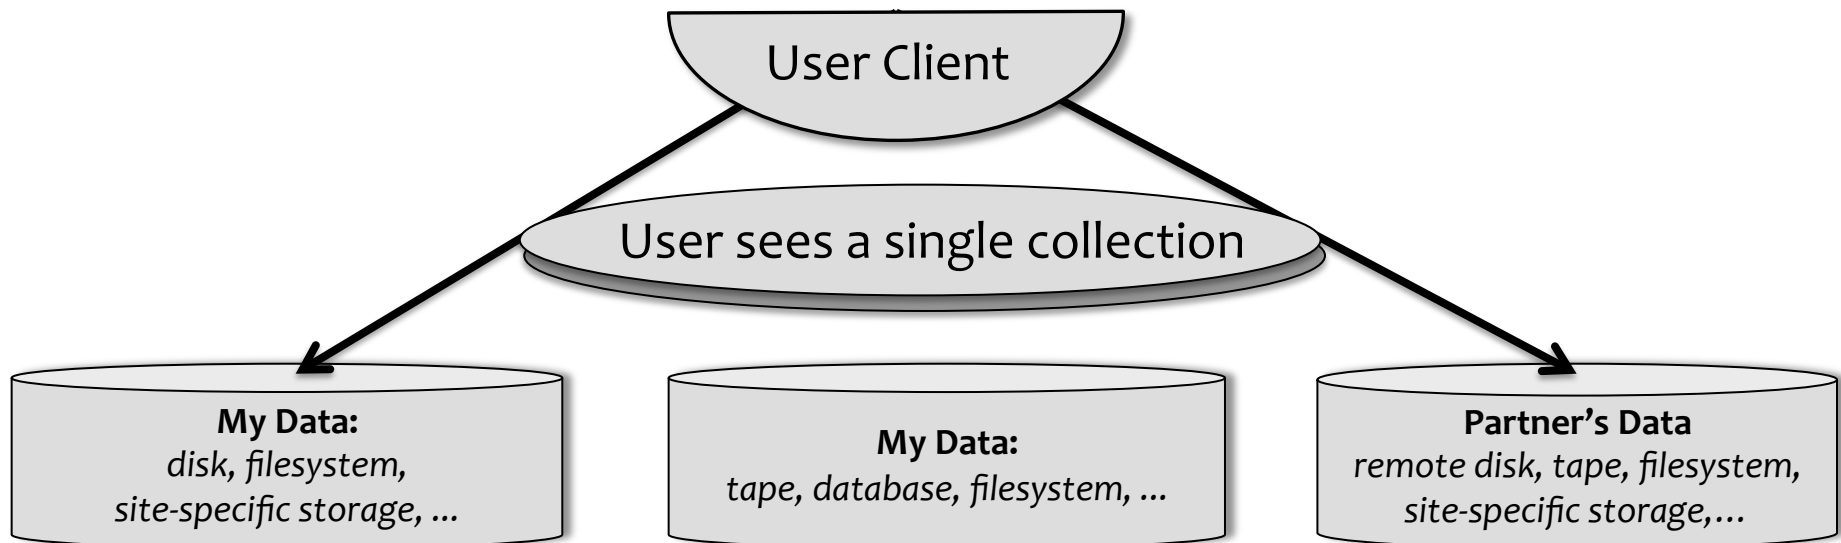 User Client
User sees a single collection
My Data:
disk, filesystem,
site-specific storage, ...
My Data:
tape, database, filesystem, ...
Partner’s Data
remote disk, tape, filesystem,
site-specific storage,...